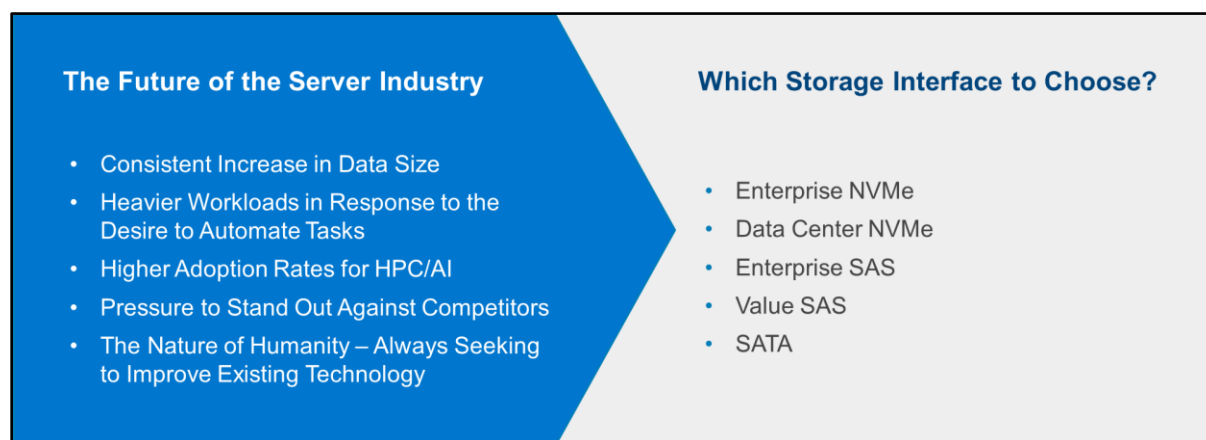 The Future of the Server Industry
• Consistent Increase in Data Size
• Heavier Workloads in Response to the
Desire to Automate Tasks
• Higher Adoption Rates for HPC/AI
• Pressure to Stand Out Against Competitors
• The Nature of Humanity – Always Seeking
to Improve Existing Technology
Which Storage Interface to Choose?
• Enterprise NVMe
• Data Center NVMe
• Enterprise SAS
• Value SAS
• SATA